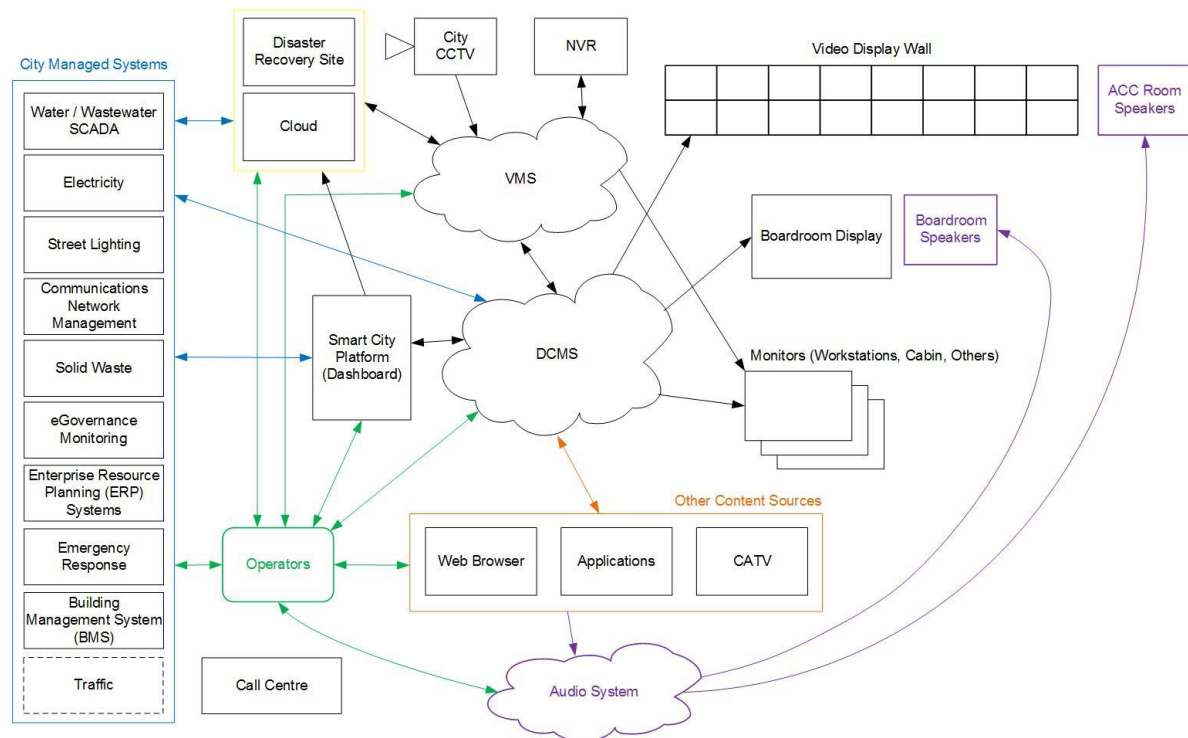 City Managed Systems
Water / Wastewater
SCADA
Electricity
Street Lighting
Communications
Network
Management
Solid Waste
eGovernance
Monitoring
Enterprise Resource
Planning (ERP)
Systems
Emergency
Response
Building
Management System
(BMS)
Traffic
Disaster
Recovery Site
Cloud
City
CCTV
NVR
Video Display Wall
ACC Room
Speakers
VMS
Boardroom Display
Boardroom
Speakers
Smart City
Platform
(Dashboard)
DCMS
Monitors (Workstations, Cabin, Others)
Other Content Sources
Operators
Web Browser
Applications
CATV
Call Centre
Audio System